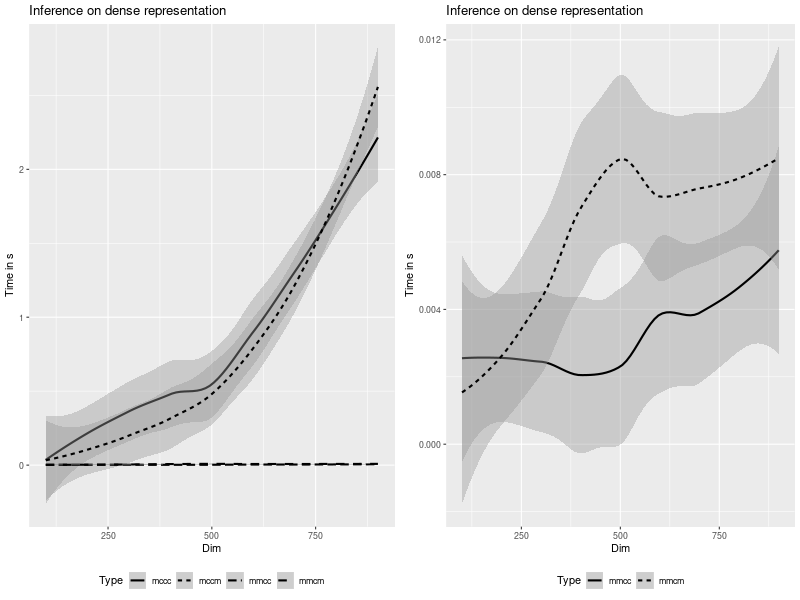 Inference on dense representation
Time in s
2
1
0
250 500 750
Dim
Type mccc mccm mmcc mmcm
Inference on dense representation
Time in s
0.012
0.008
0.004
0.000
250 500 750
Dim
Type mmcc mmcm